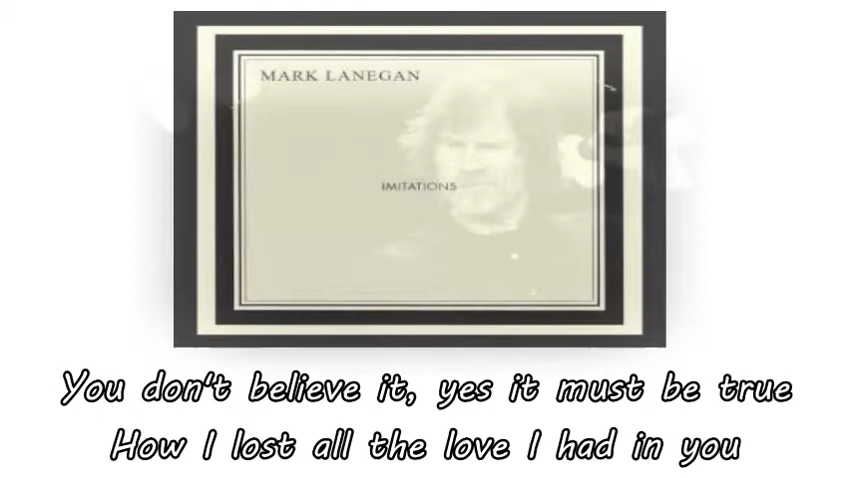 MARK LANEGAN
IMITATIONS
You don't believe it, yes it must be true
How I lost all the love I had in you